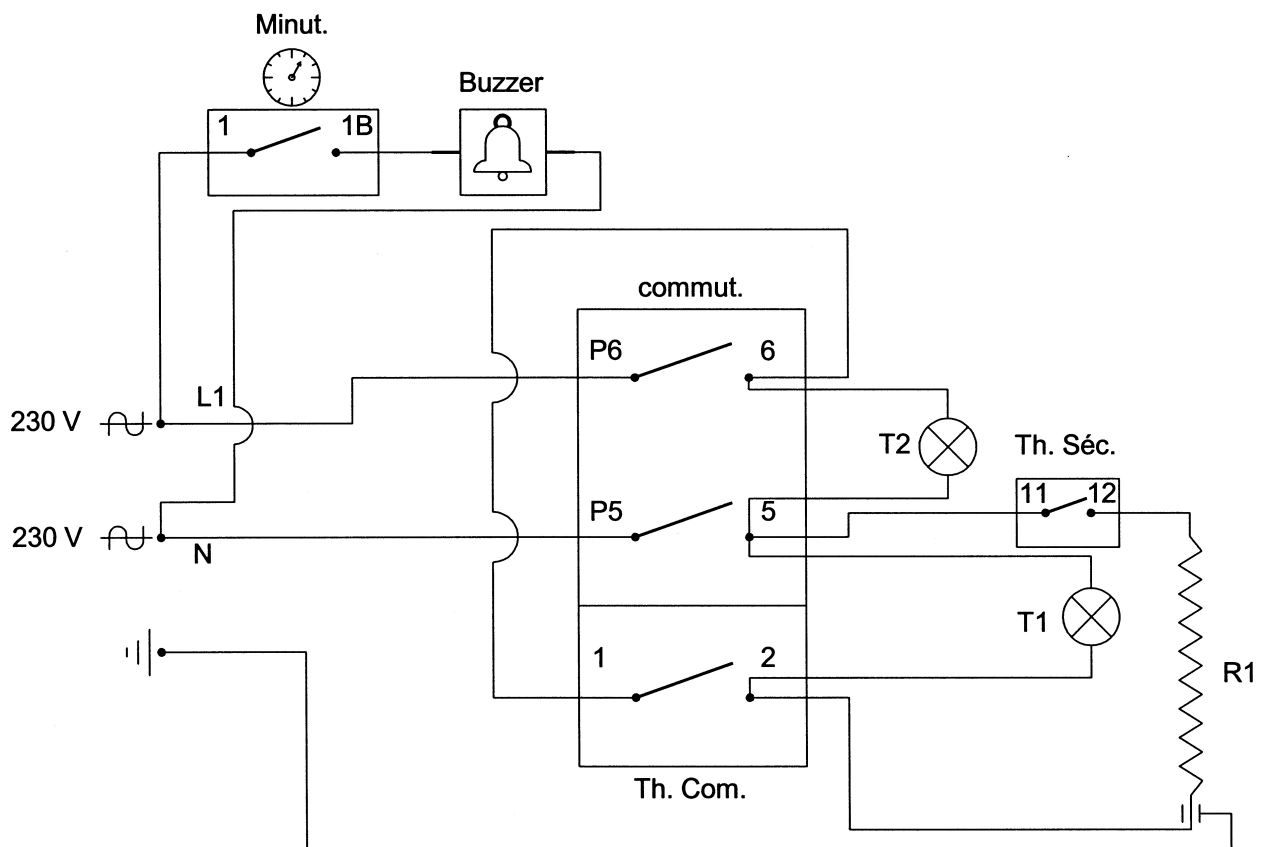 Minut.
Buzzer
1 1B
commut.
P6 6
L1
230 V
T2
Th. Séc.
11 12
P5 5
230 V
N
T1
1 2
R1
Th. Com.